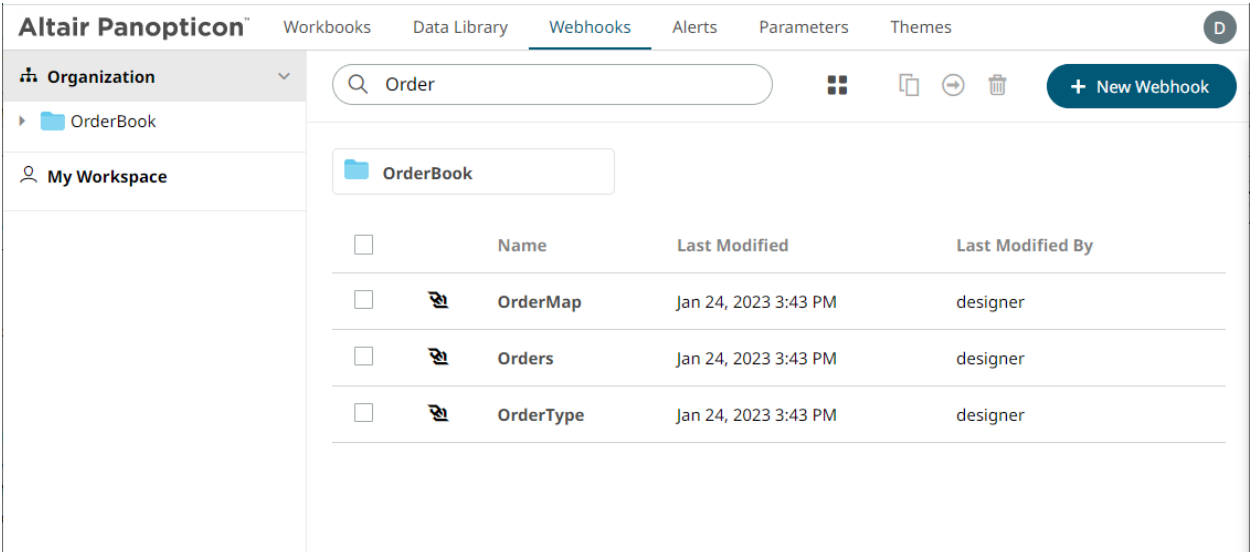 Altair Panopticon™ Workbooks Data Library Webhooks Alerts Parameters Themes D
Organization
Order
+ New Webhook
OrderBook
My Workspace
OrderBook
Name Last Modified Last Modified By
OrderMap Jan 24, 2023 3:43 PM designer
Orders Jan 24, 2023 3:43 PM designer
OrderType Jan 24, 2023 3:43 PM designer